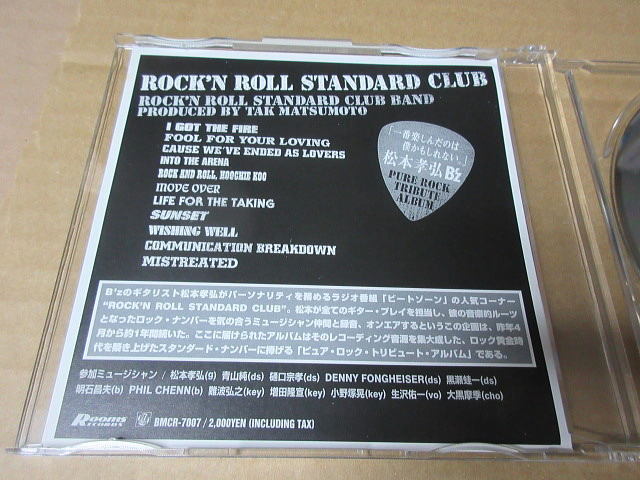 ROCK'N ROLL STANDARD CLUB
ROCK'N ROLL STANDARD CLUB BAND
PRODUCED BY TAK MATSUMOTO
I GOT THE FIRE
FOOL FOR YOUR LOVING
CAUSE WE'VE ENDED AS LOVERS
INTO THE ARENA
ROCK AND ROLL, HOOCHIE KOO
MOVE OVER
LIFE FOR THE TAKING
SUNSET
WISHING WELL
COMMUNICATION BREAKDOWN
MISTREATED
「一番楽しんだのは
僕かもしれない。」
松本孝弘 B'z
PURE ROCK
TRIBUTE
ALBUM
B'zのギタリスト松本孝弘がパーソナリティを務めるラジオ番組「ビートゾーン」の人気コーナー
"ROCK'N ROLL STANDARD CLUB"。松本が全てのギター・プレイを担当し、彼の音楽的ルーツ
となったロック・ナンバーを気の合うミュージシャン仲間と録音、オンエアするというこの企画は、昨年4
月から約1年間続いた。ここに届けられたアルバムはそのレコーディング音源を集大成した、ロック黄金時
代を築き上げたスタンダード・ナンバーに捧げる「ピュア・ロック・トリビュート・アルバム」である。
参加ミュージシャン / 松本孝弘(g) 青山純(ds) 樋口宗孝(ds) DENNY FONGHEISER(ds) 黒瀬蛙一(ds)
明石昌夫(b) PHIL CHENN(b) 難波弘之(key) 増田隆宣(key) 小野塚晃(key) 生沢佑一(vo) 大黒摩季(cho)
ROOMS RECORDS BMCR-7007 / 2,000YEN (INCLUDING TAX)